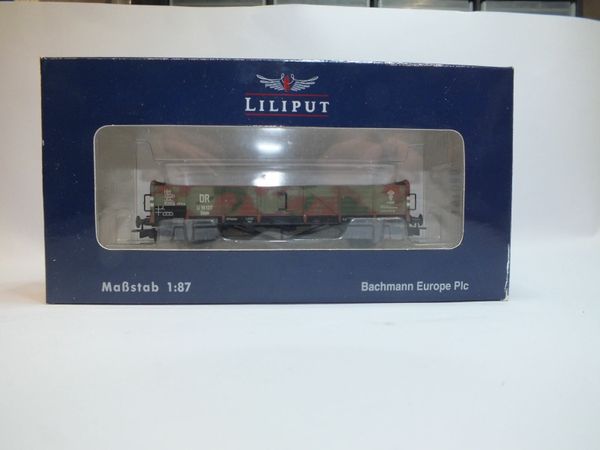 LILIPUT
DR
Maßstab 1:87
Bachmann Europe Plc